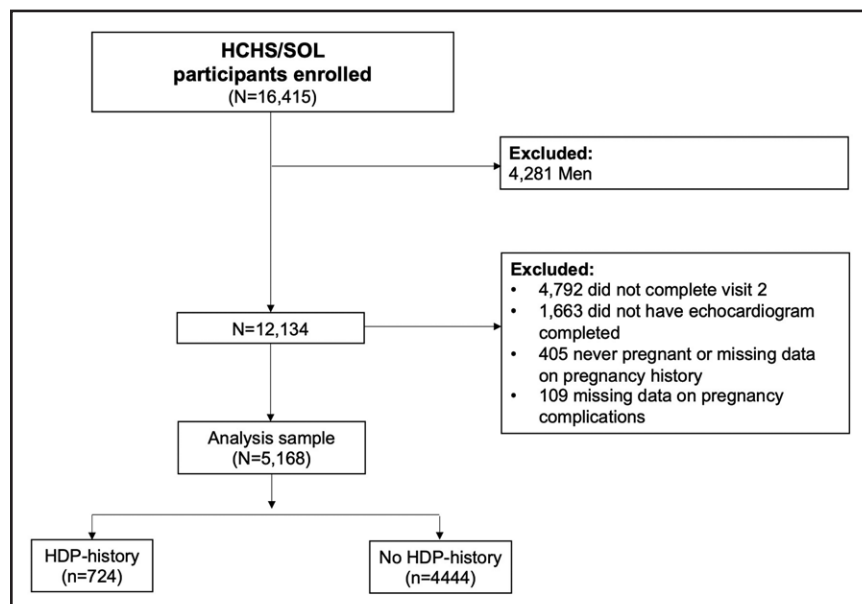 HCHS/SOL
participants enrolled
(N=16,415)
Excluded:
4,281 Men
Excluded:
• 4,792 did not complete visit 2
• 1,663 did not have echocardiogram
completed
• 405 never pregnant or missing data
on pregnancy history
• 109 missing data on pregnancy
complications
N=12,134
Analysis sample
(N=5,168)
HDP-history
(n=724)
No HDP-history
(n=4444)